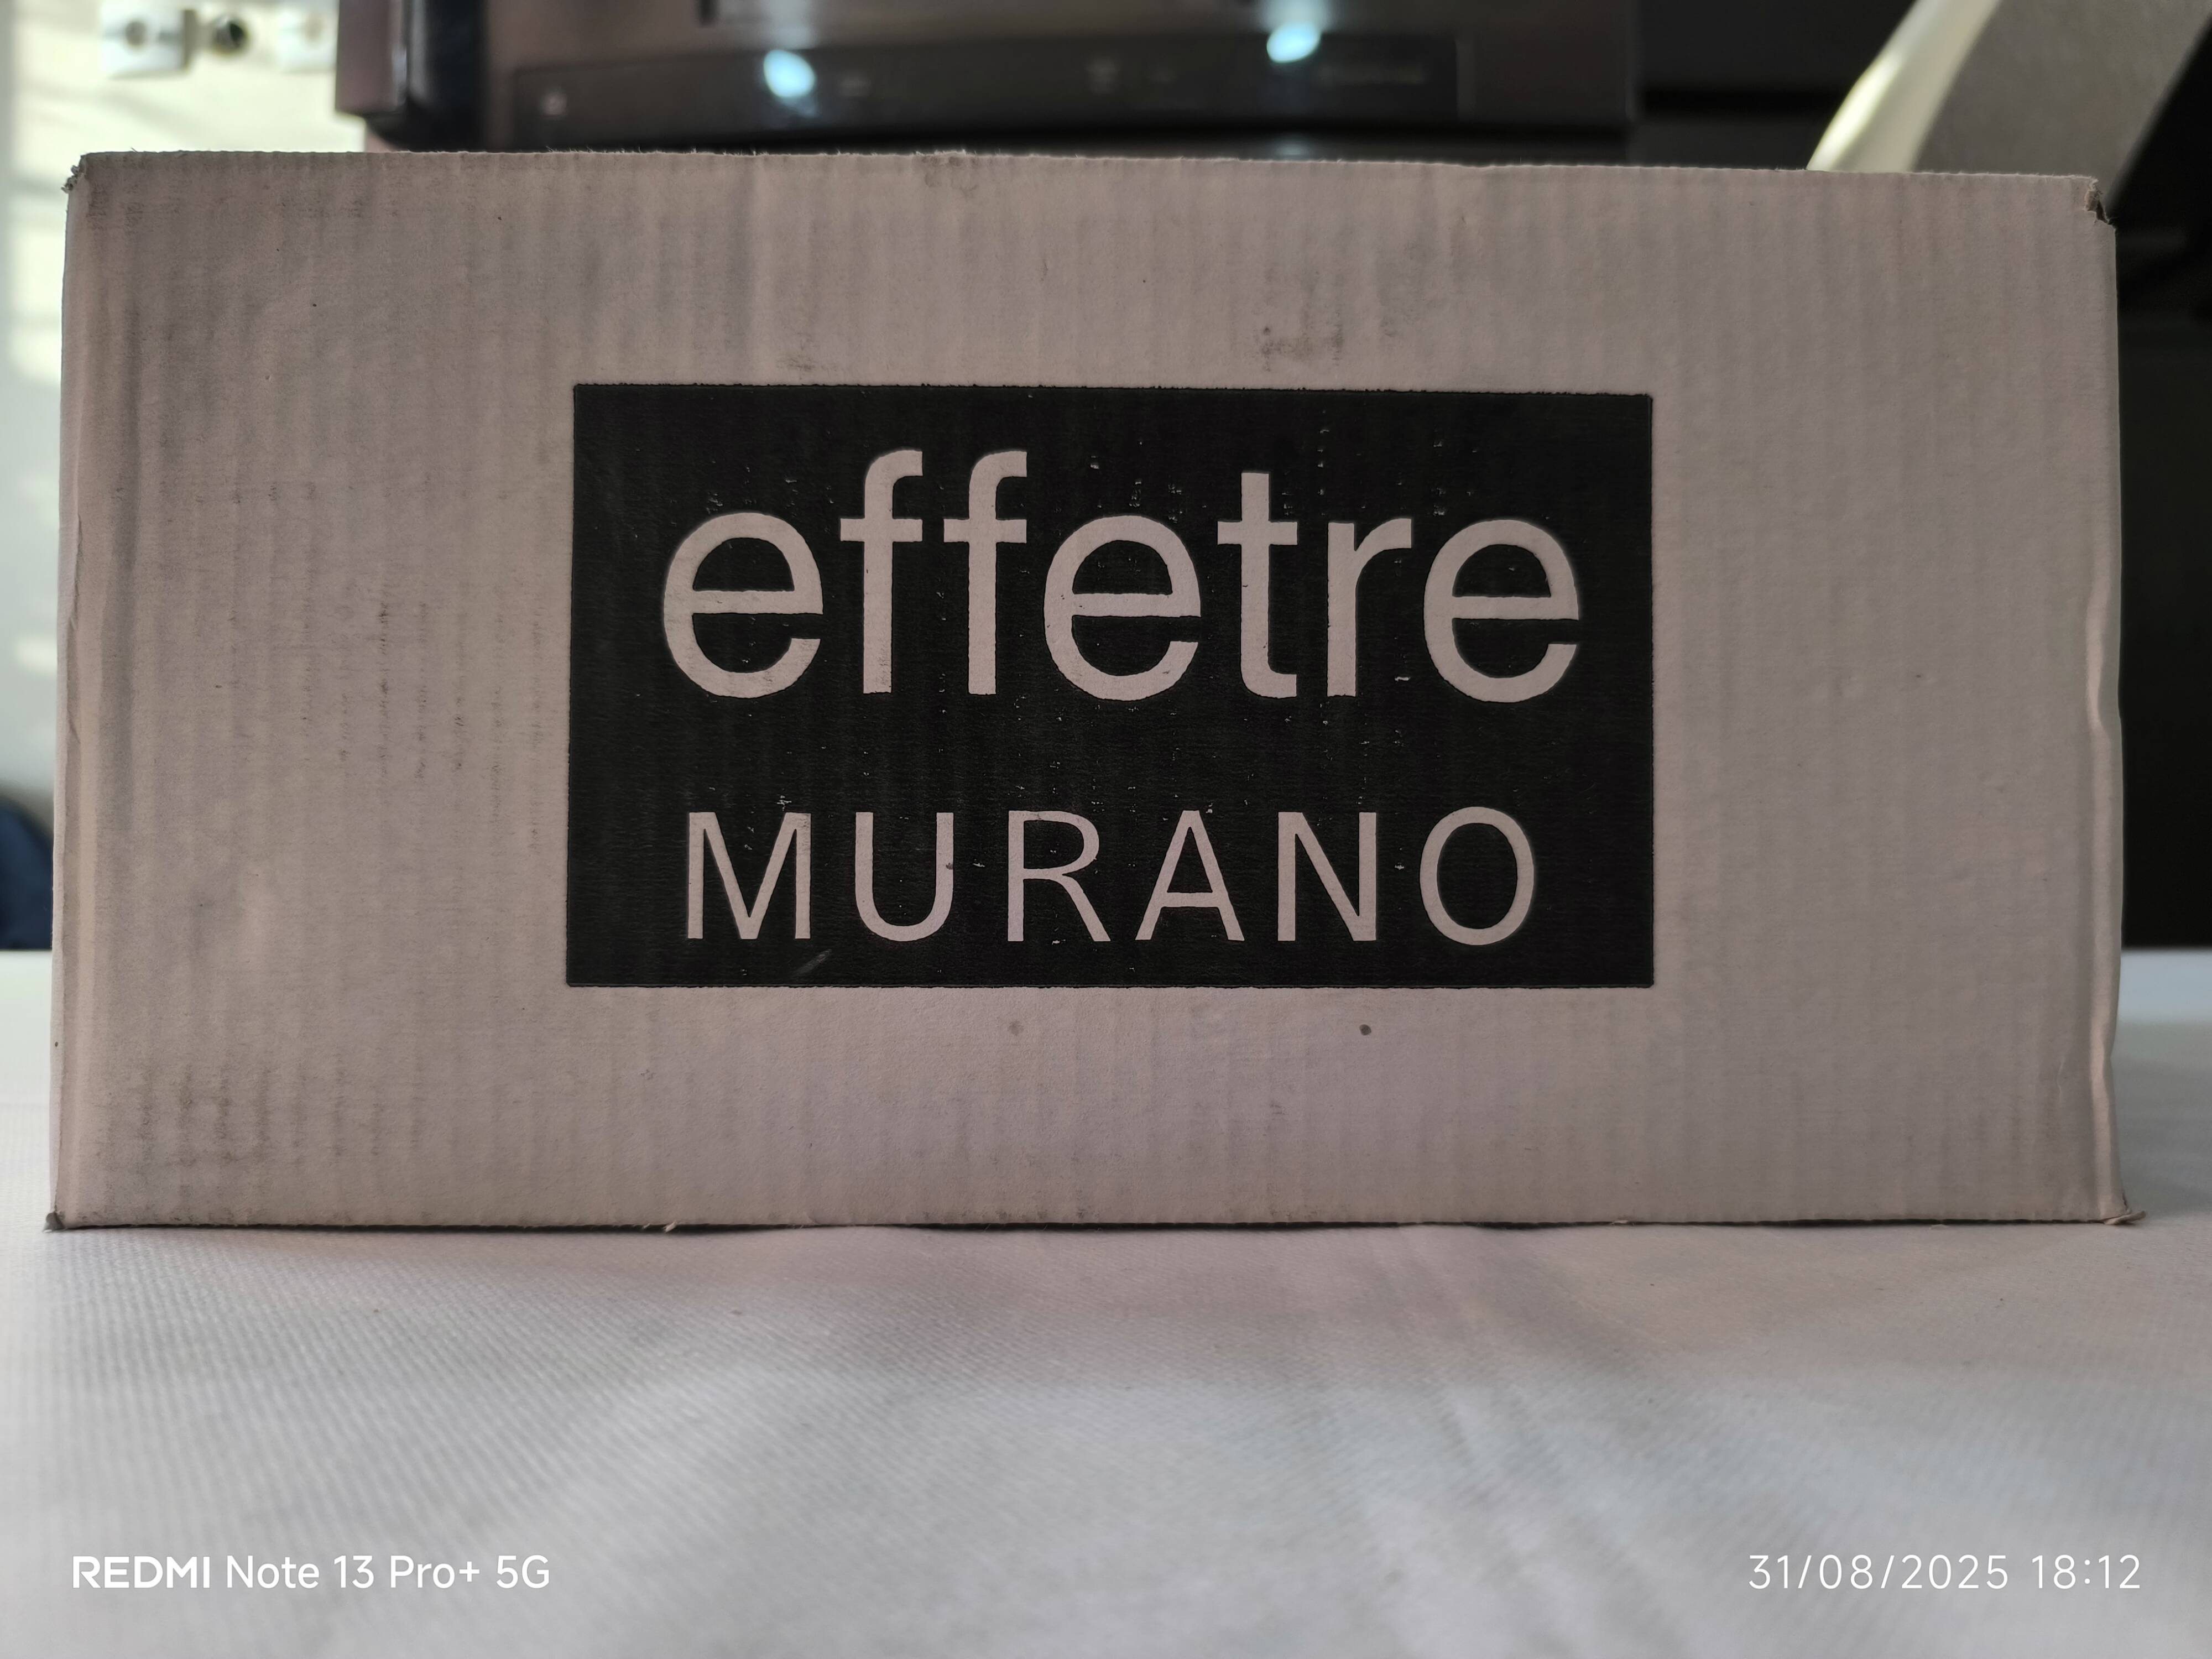 effetre
MURANO
REDMI Note 13 Pro+ 5G
31/08/2025 18:12